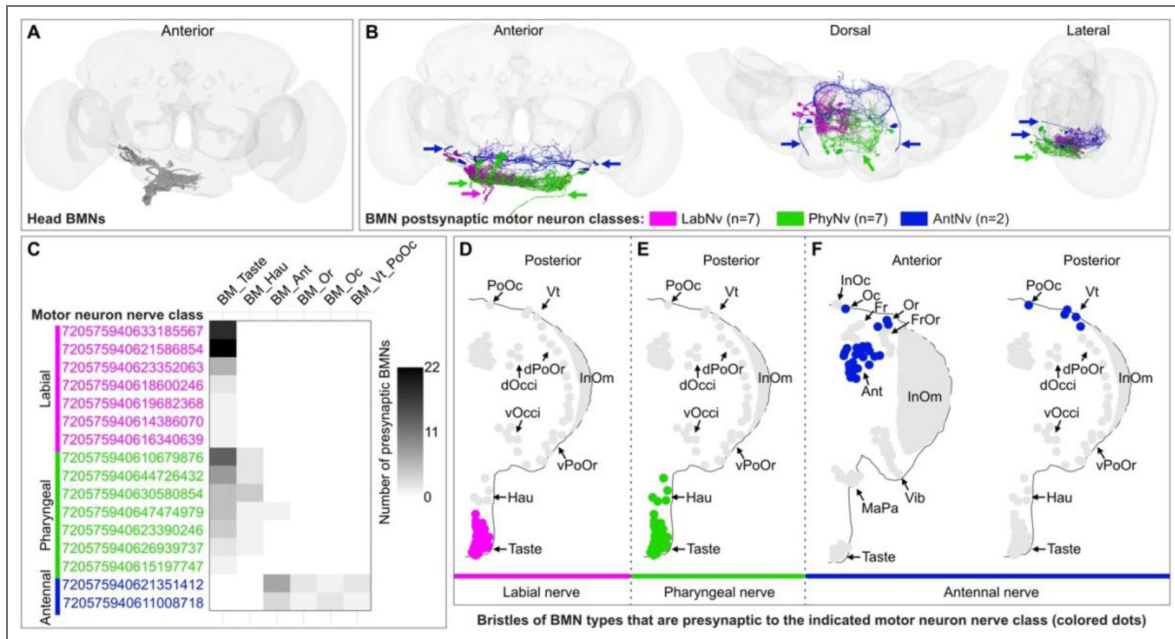 A
Anterior
Head BMNs
B
Anterior
Dorsal
Lateral
BMN postsynaptic motor neuron classes: LabNv (n=7) PhyNv (n=7) AntNv (n=2)
C
BM_Taste
BM_Hau
BM_Ant
BM_Or
BM_Oc
BM_Vt_PoOc
Motor neuron nerve class
Labial
720575940633185567
720575940621586854
720575940623352063
720575940618600246
720575940619682368
720575940614386070
720575940616340639
Pharyngeal
720575940610679876
720575940644726432
720575940630580854
720575940647474979
720575940623390246
720575940626939737
720575940615197747
Antennal
720575940621351412
720575940611008718
Number of presynaptic BMNs
22
11
0
D
Posterior
PoOc
Vt
dPoOr
dOcci
InOm
vOcci
vPoOr
Hau
Taste
Labial nerve
E
Posterior
PoOc
Vt
dPoOr
dOcci
InOm
vOcci
vPoOr
Hau
Taste
Pharyngeal nerve
F
Anterior
InOc
Oc
Fr
Or
FrOr
Ant
InOm
Vib
MaPa
Taste
Posterior
PoOc
Vt
dPoOr
dOcci
InOm
vOcci
vPoOr
Hau
Taste
Antennal nerve
Bristles of BMN types that are presynaptic to the indicated motor neuron nerve class (colored dots)